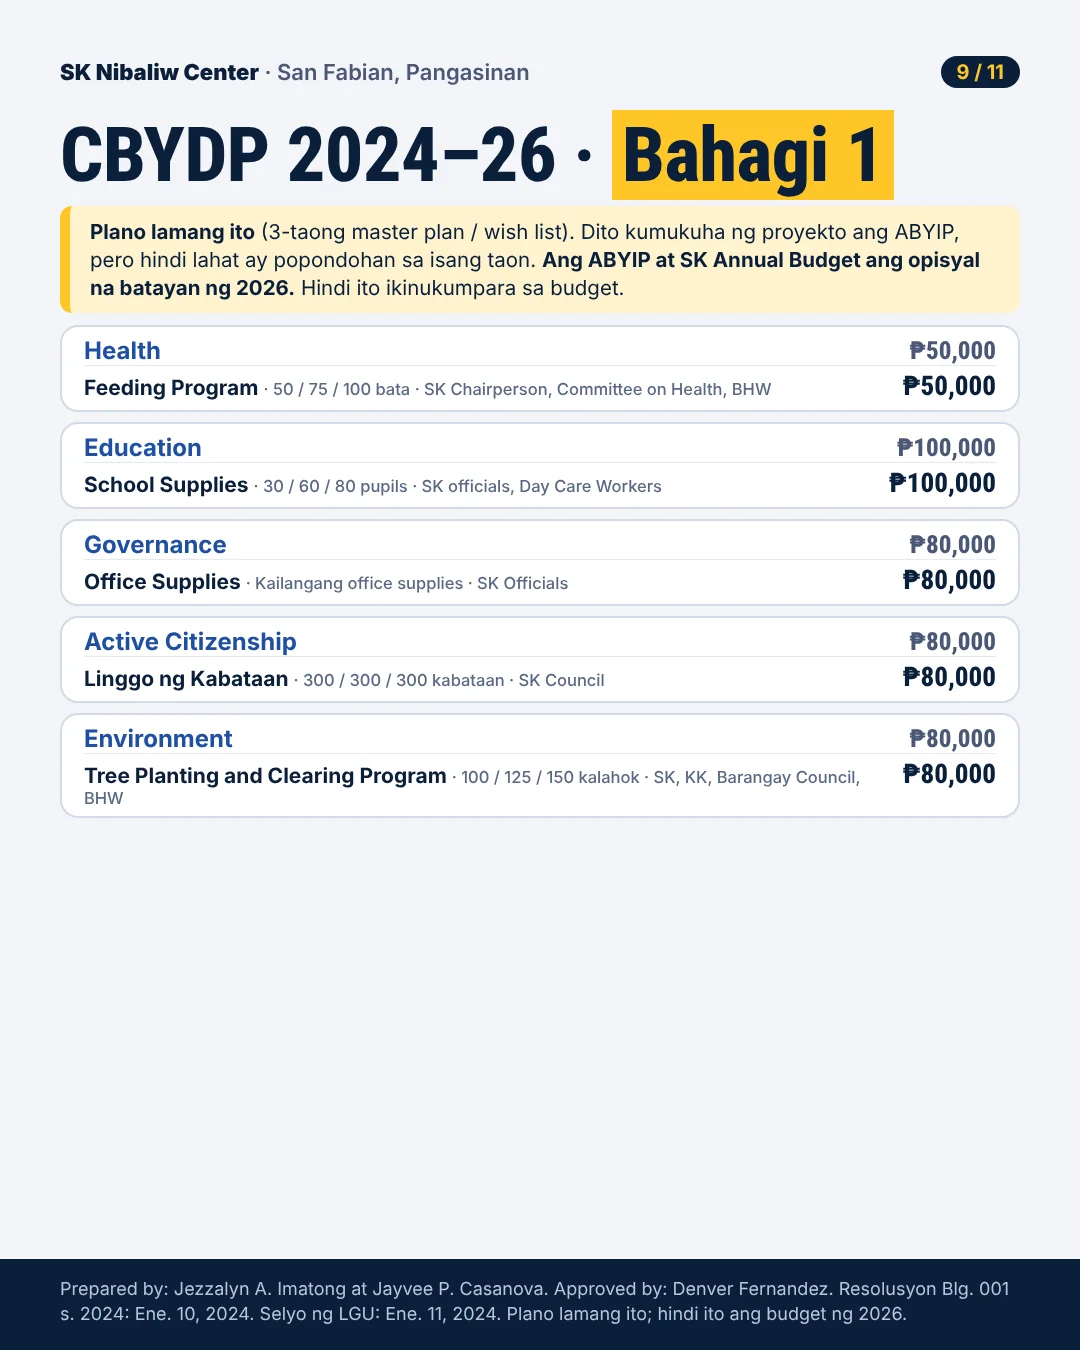 SK Nibaliw Center · San Fabian, Pangasinan 9 / 11
CBYDP 2024–26 · Bahagi 1
Plano lamang ito (3-taong master plan / wish list). Dito kumukuha ng proyekto ang ABYIP,
pero hindi lahat ay popondohan sa isang taon. Ang ABYIP at SK Annual Budget ang opisyal
na batayan ng 2026. Hindi ito ikinukumpara sa budget.
Health ₱50,000
Feeding Program · 50 / 75 / 100 bata · SK Chairperson, Committee on Health, BHW ₱50,000
Education ₱100,000
School Supplies · 30 / 60 / 80 pupils · SK officials, Day Care Workers ₱100,000
Governance ₱80,000
Office Supplies · Kailangang office supplies · SK Officials ₱80,000
Active Citizenship ₱80,000
Linggo ng Kabataan · 300 / 300 / 300 kabataan · SK Council ₱80,000
Environment ₱80,000
Tree Planting and Clearing Program · 100 / 125 / 150 kalahok · SK, KK, Barangay Council, ₱80,000
BHW
Prepared by: Jezzalyn A. Imatong at Jayvee P. Casanova. Approved by: Denver Fernandez. Resolusyon Blg. 001
s. 2024: Ene. 10, 2024. Selyo ng LGU: Ene. 11, 2024. Plano lamang ito; hindi ito ang budget ng 2026.